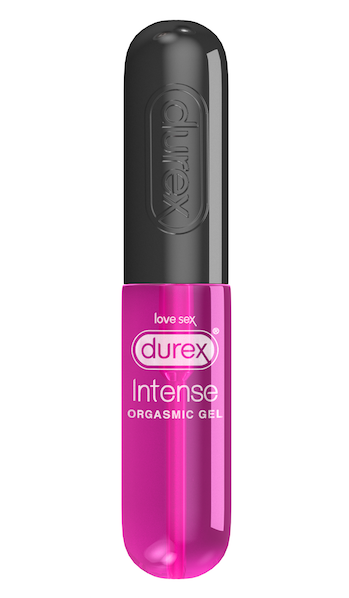 durex
love sex
durex®
Intense
ORGASMIC GEL